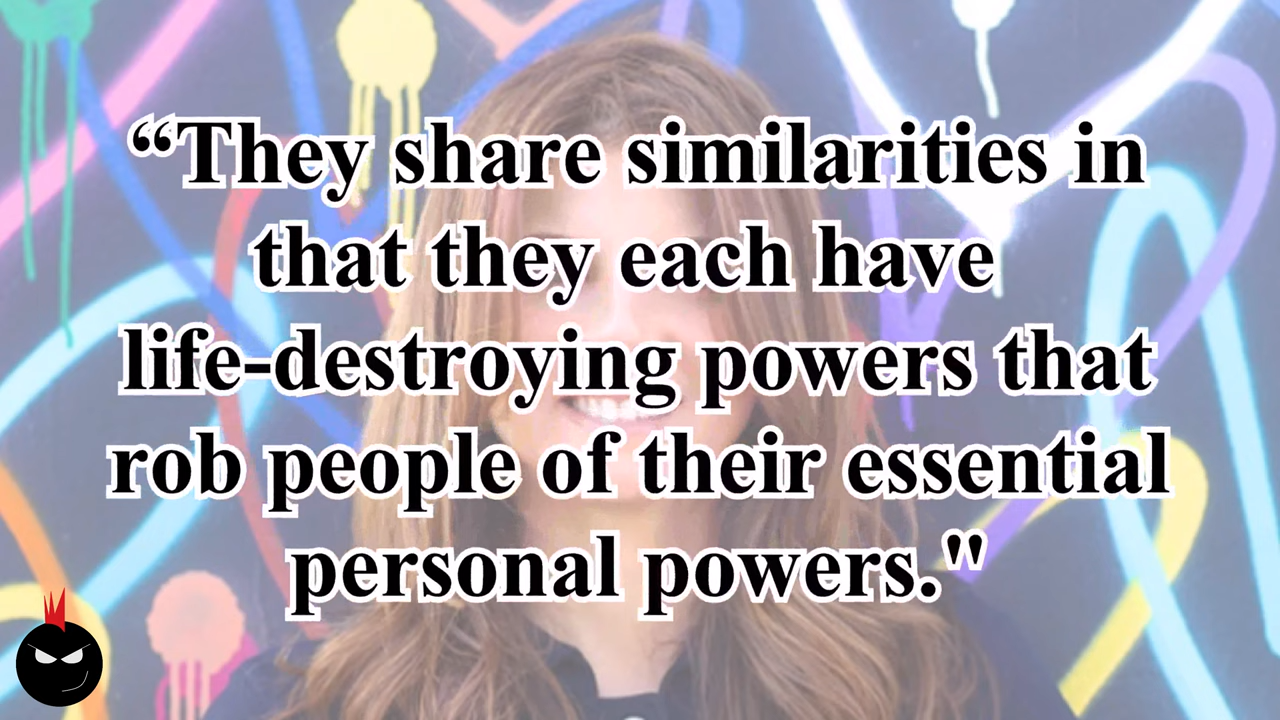 “They share similarities in
that they each have
life-destroying powers that
rob people of their essential
personal powers."